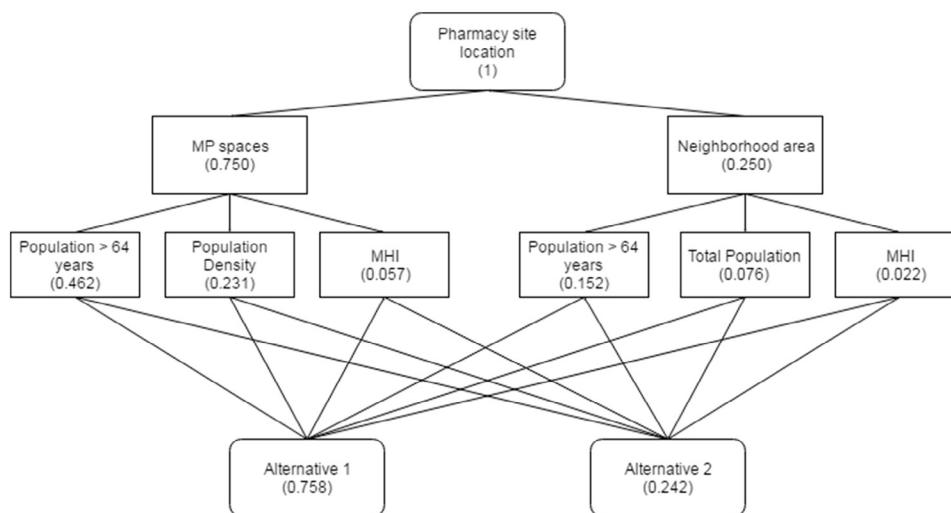 Pharmacy site
location
(1)
MP spaces
(0.750)
Neighborhood area
(0.250)
Population > 64
years
(0.462)
Population
Density
(0.231)
MHI
(0.057)
Population > 64
years
(0.152)
Total Population
(0.076)
MHI
(0.022)
Alternative 1
(0.758)
Alternative 2
(0.242)